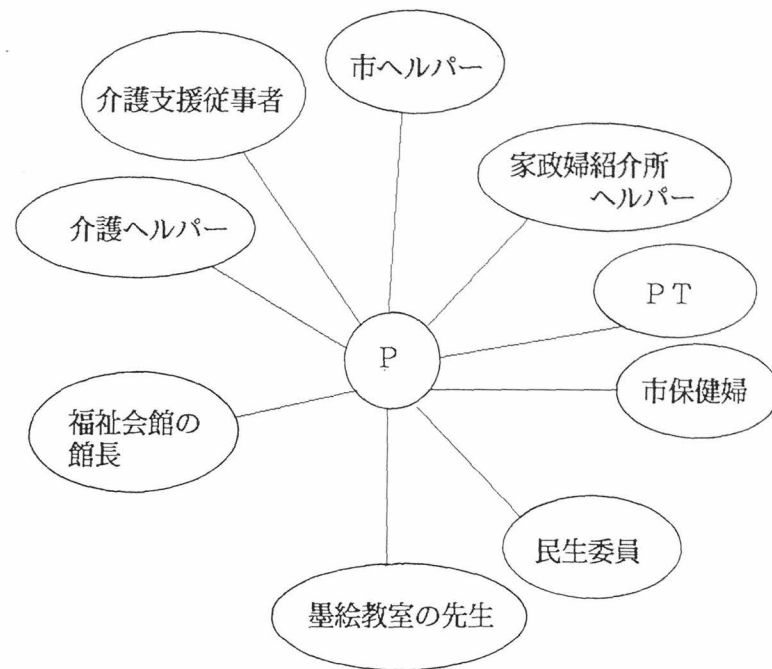 市ヘルパー
介護支援従事者
家政婦紹介所
ヘルパー
介護ヘルパー
PT
P
市保健婦
福祉会館の
館長
民生委員
墨絵教室の先生